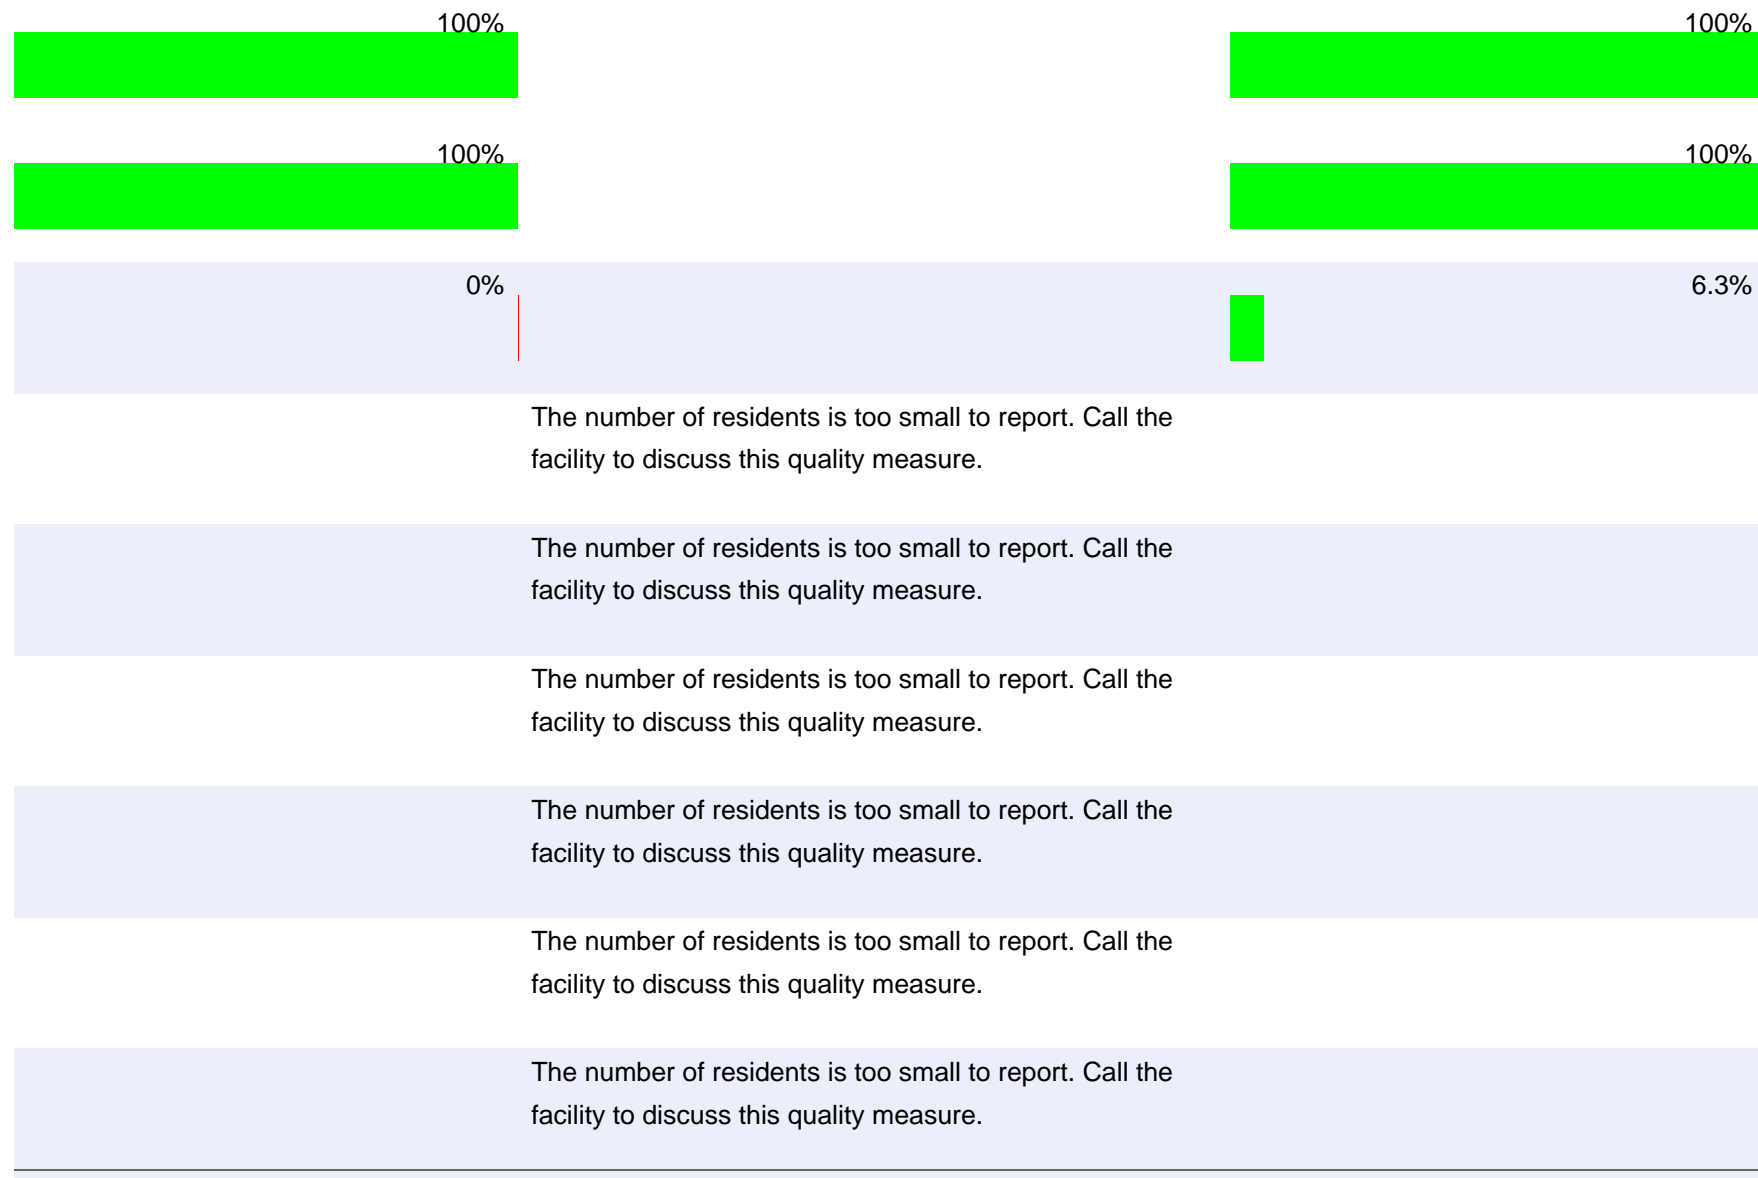 100% 100%
100% 100%
0% 6.3%
The number of residents is too small to report. Call the
facility to discuss this quality measure.
The number of residents is too small to report. Call the
facility to discuss this quality measure.
The number of residents is too small to report. Call the
facility to discuss this quality measure.
The number of residents is too small to report. Call the
facility to discuss this quality measure.
The number of residents is too small to report. Call the
facility to discuss this quality measure.
The number of residents is too small to report. Call the
facility to discuss this quality measure.